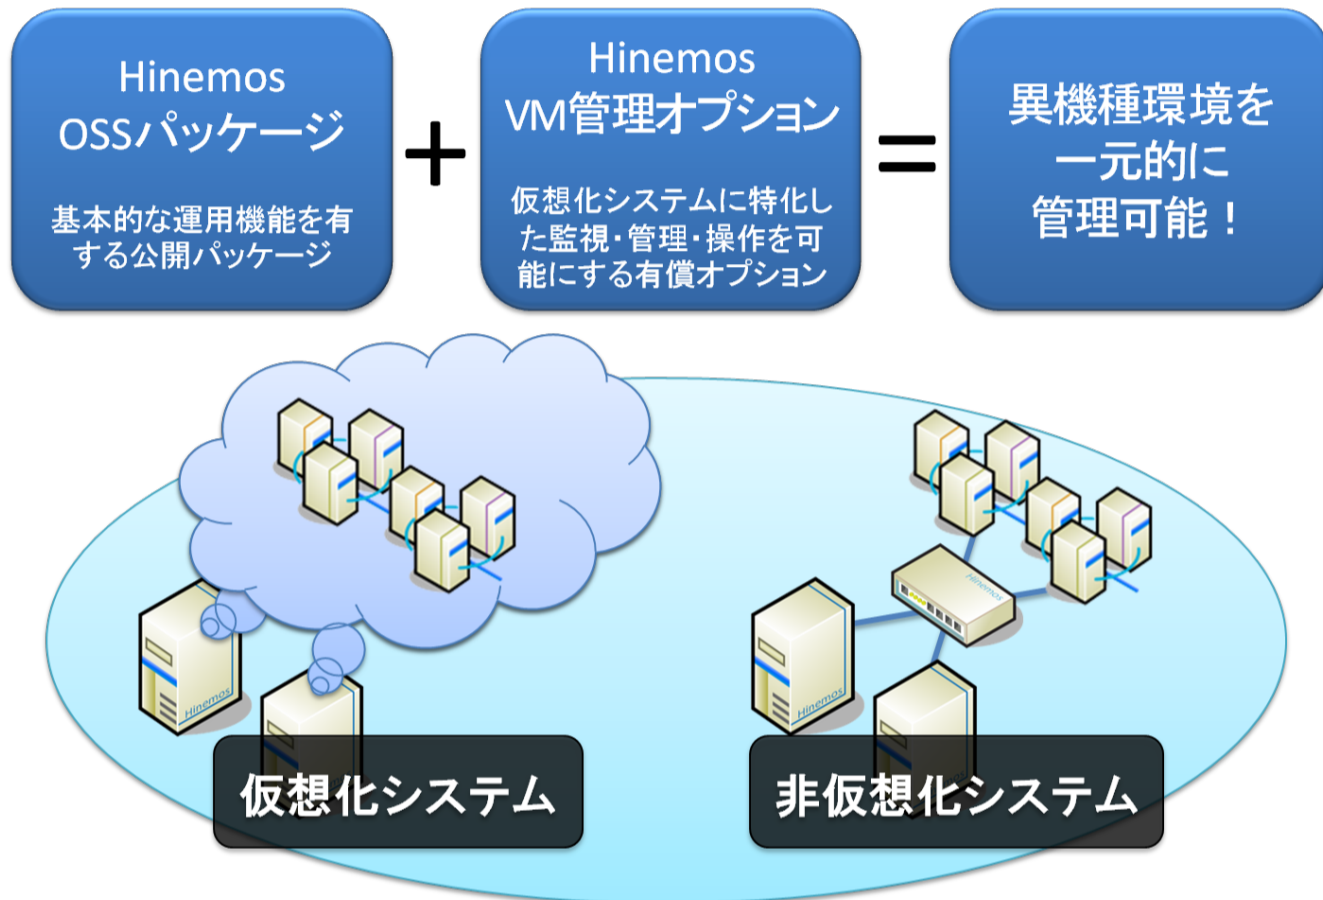 Hinemos
OSSパッケージ
基本的な運用機能を有
する公開パッケージ
+
Hinemos
VM管理オプション
仮想化システムに特化し
た監視・管理・操作を可
能にする有償オプション
=
異機種環境を
一元的に
管理可能！
Hinemos
Hinemos
Hinemos
仮想化システム
非仮想化システム